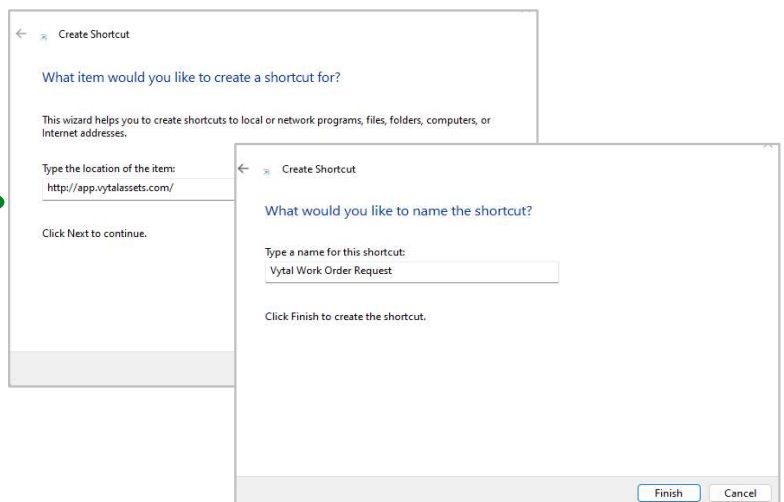 Create Shortcut
What item would you like to create a shortcut for?
This wizard helps you to create shortcuts to local or network programs, files, folders, computers, or
Internet addresses.
Type the location of the item:
http://app.vytalassets.com/
Click Next to continue.
Create Shortcut
What would you like to name the shortcut?
Type a name for this shortcut:
Vytal Work Order Request
Click Finish to create the shortcut.
Finish
Cancel